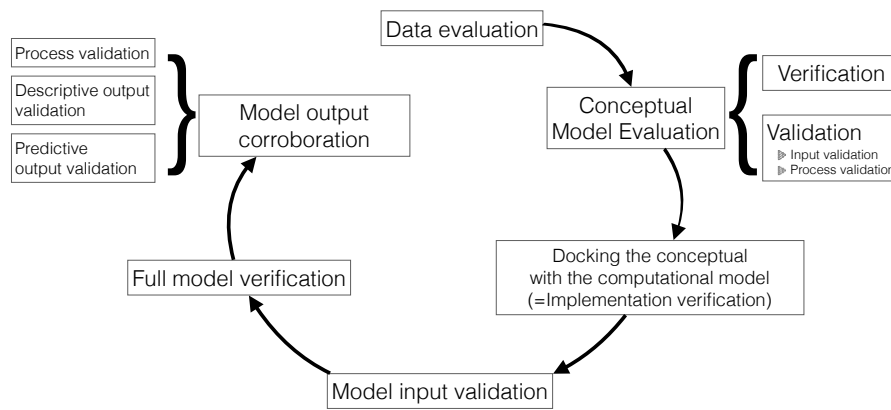 Data evaluation
Conceptual
Model Evaluation
Verification
Validation
Input validation
Process validation
Docking the conceptual
with the computational model
(=Implementation verification)
Model input validation
Full model verification
Model output
corroboration
Process validation
Descriptive output
validation
Predictive
output validation